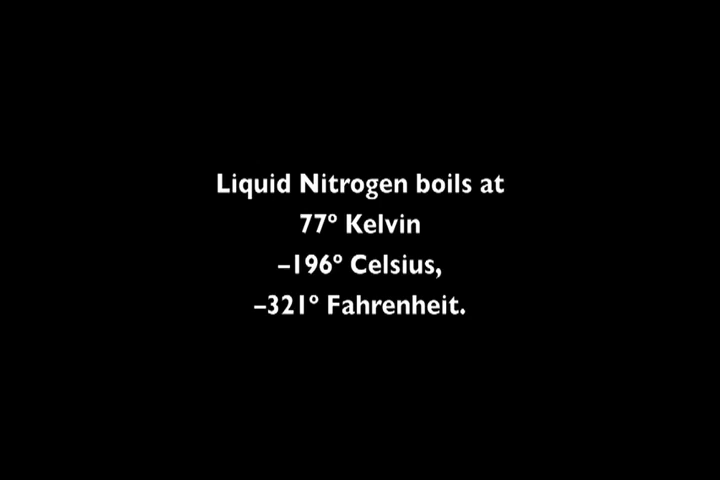 Liquid Nitrogen boils at
77º Kelvin
–196º Celsius,
–321º Fahrenheit.